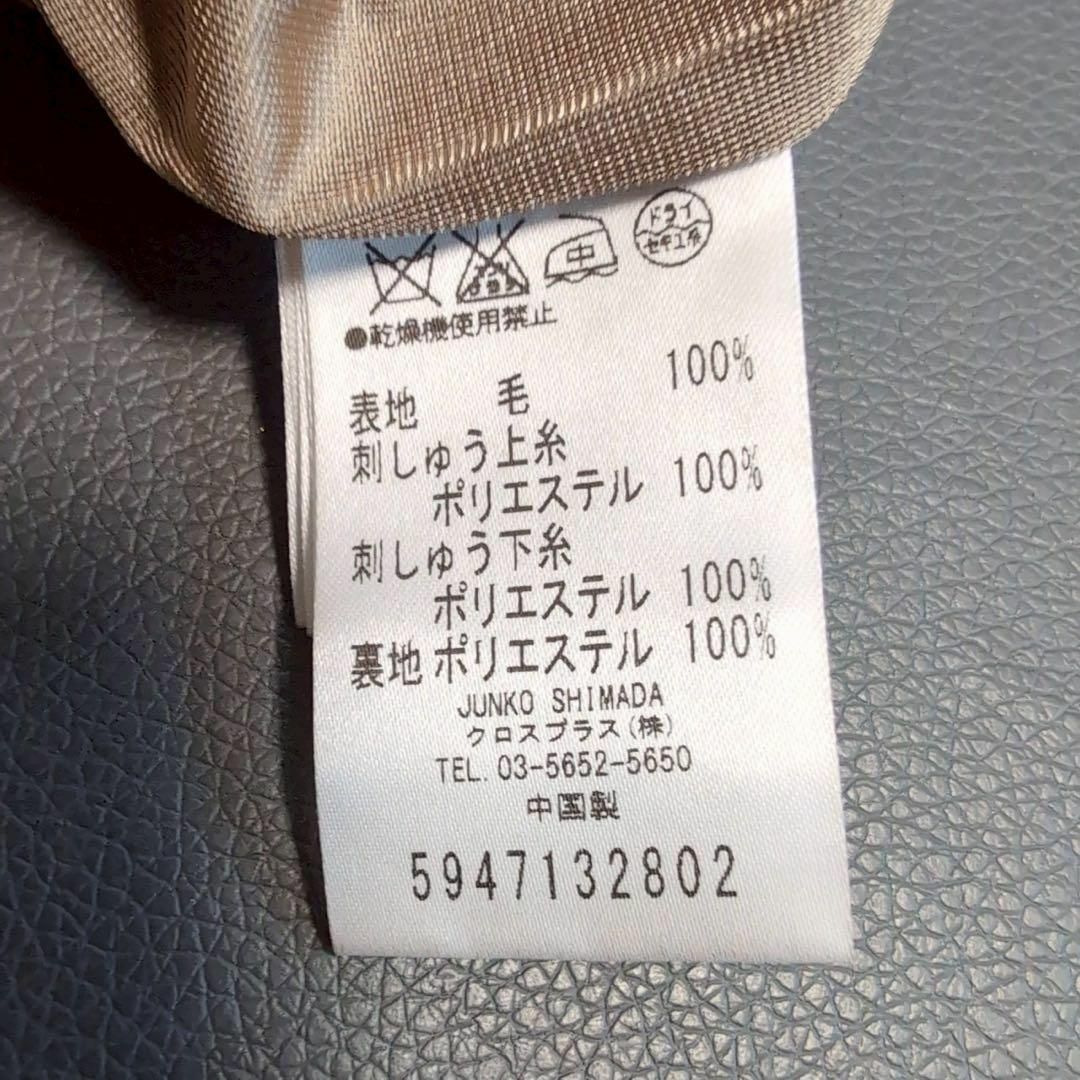 中
ドライ
セキユ系
●乾燥機使用禁止
表地 毛 100%
刺しゅう上糸
ポリエステル 100%
刺しゅう下糸
ポリエステル 100%
裏地 ポリエステル 100%
JUNKO SHIMADA
クロスプラス(株)
TEL. 03-5652-5650
中国製
5947132802